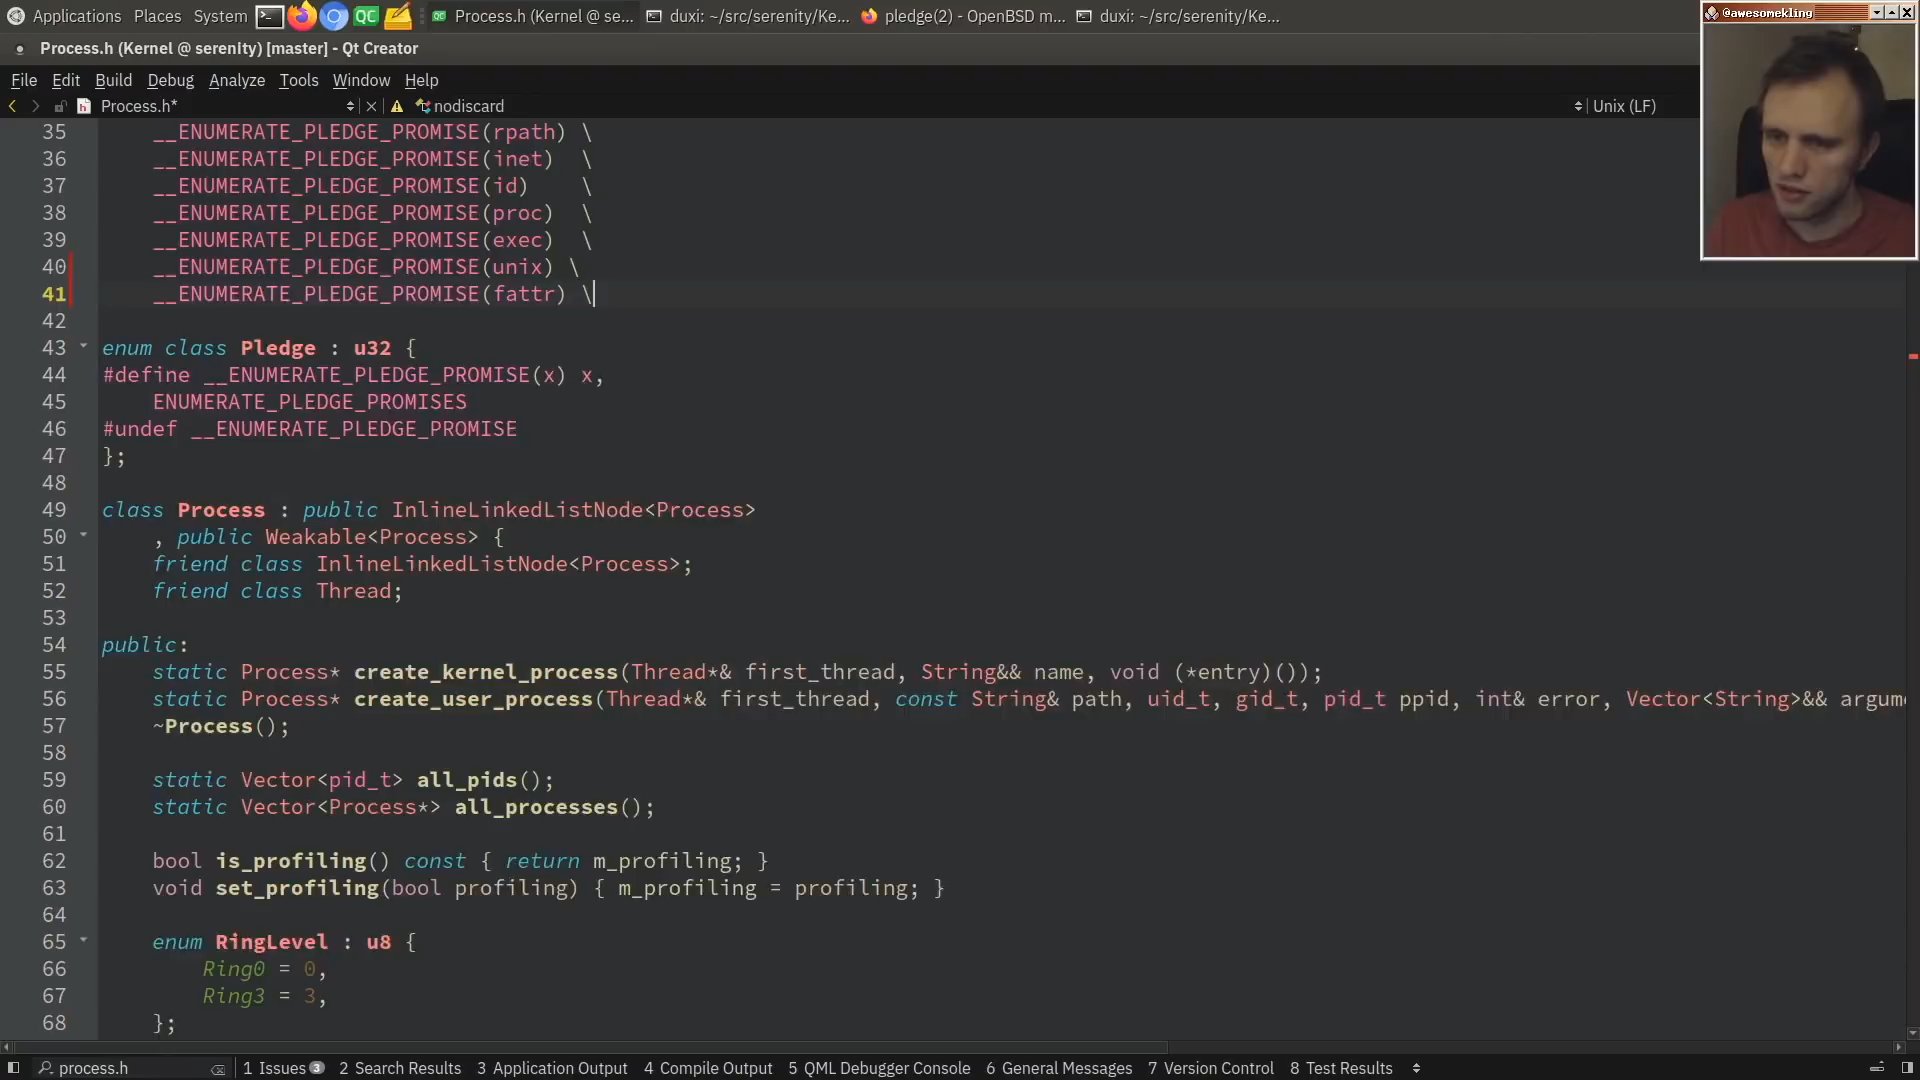 Applications Places System Process.h (Kernel @ se... duxi: ~/src/serenity/Ke... pledge(2) - OpenBSD m... duxi: ~/src/serenity/Ke...
@awesomekling
Process.h (Kernel @ serenity) [master] - Qt Creator
File Edit Build Debug Analyze Tools Window Help
Process.h* nodiscard Unix (LF)
35 __ENUMERATE_PLEDGE_PROMISE(rpath) \
36 __ENUMERATE_PLEDGE_PROMISE(inet) \
37 __ENUMERATE_PLEDGE_PROMISE(id) \
38 __ENUMERATE_PLEDGE_PROMISE(proc) \
39 __ENUMERATE_PLEDGE_PROMISE(exec) \
40 __ENUMERATE_PLEDGE_PROMISE(unix) \
41 __ENUMERATE_PLEDGE_PROMISE(fattr) \
42
43 enum class Pledge : u32 {
44 #define __ENUMERATE_PLEDGE_PROMISE(x) x,
45 ENUMERATE_PLEDGE_PROMISES
46 #undef __ENUMERATE_PLEDGE_PROMISE
47 };
48
49 class Process : public InlineLinkedListNode<Process>
50 , public Weakable<Process> {
51 friend class InlineLinkedListNode<Process>;
52 friend class Thread;
53
54 public:
55 static Process* create_kernel_process(Thread*& first_thread, String&& name, void (*entry)());
56 static Process* create_user_process(Thread*& first_thread, const String& path, uid_t, gid_t, pid_t ppid, int& error, Vector<String>&& argum
57 ~Process();
58
59 static Vector<pid_t> all_pids();
60 static Vector<Process*> all_processes();
61
62 bool is_profiling() const { return m_profiling; }
63 void set_profiling(bool profiling) { m_profiling = profiling; }
64
65 enum RingLevel : u8 {
66 Ring0 = 0,
67 Ring3 = 3,
68 };
process.h 1 Issues 3 2 Search Results 3 Application Output 4 Compile Output 5 QML Debugger Console 6 General Messages 7 Version Control 8 Test Results